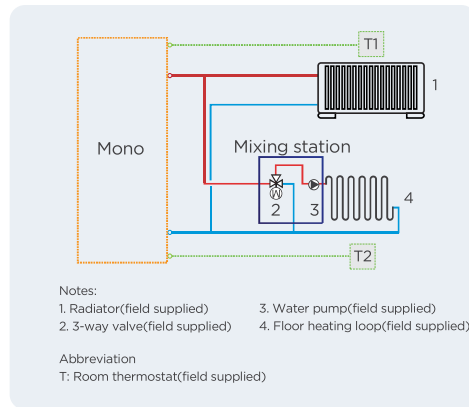 T1
1
Mono
Mixing station
M
2
3
4
T2
Notes:
1. Radiator(field supplied)
2. 3-way valve(field supplied)
3. Water pump(field supplied)
4. Floor heating loop(field supplied)
Abbreviation
T: Room thermostat(field supplied)